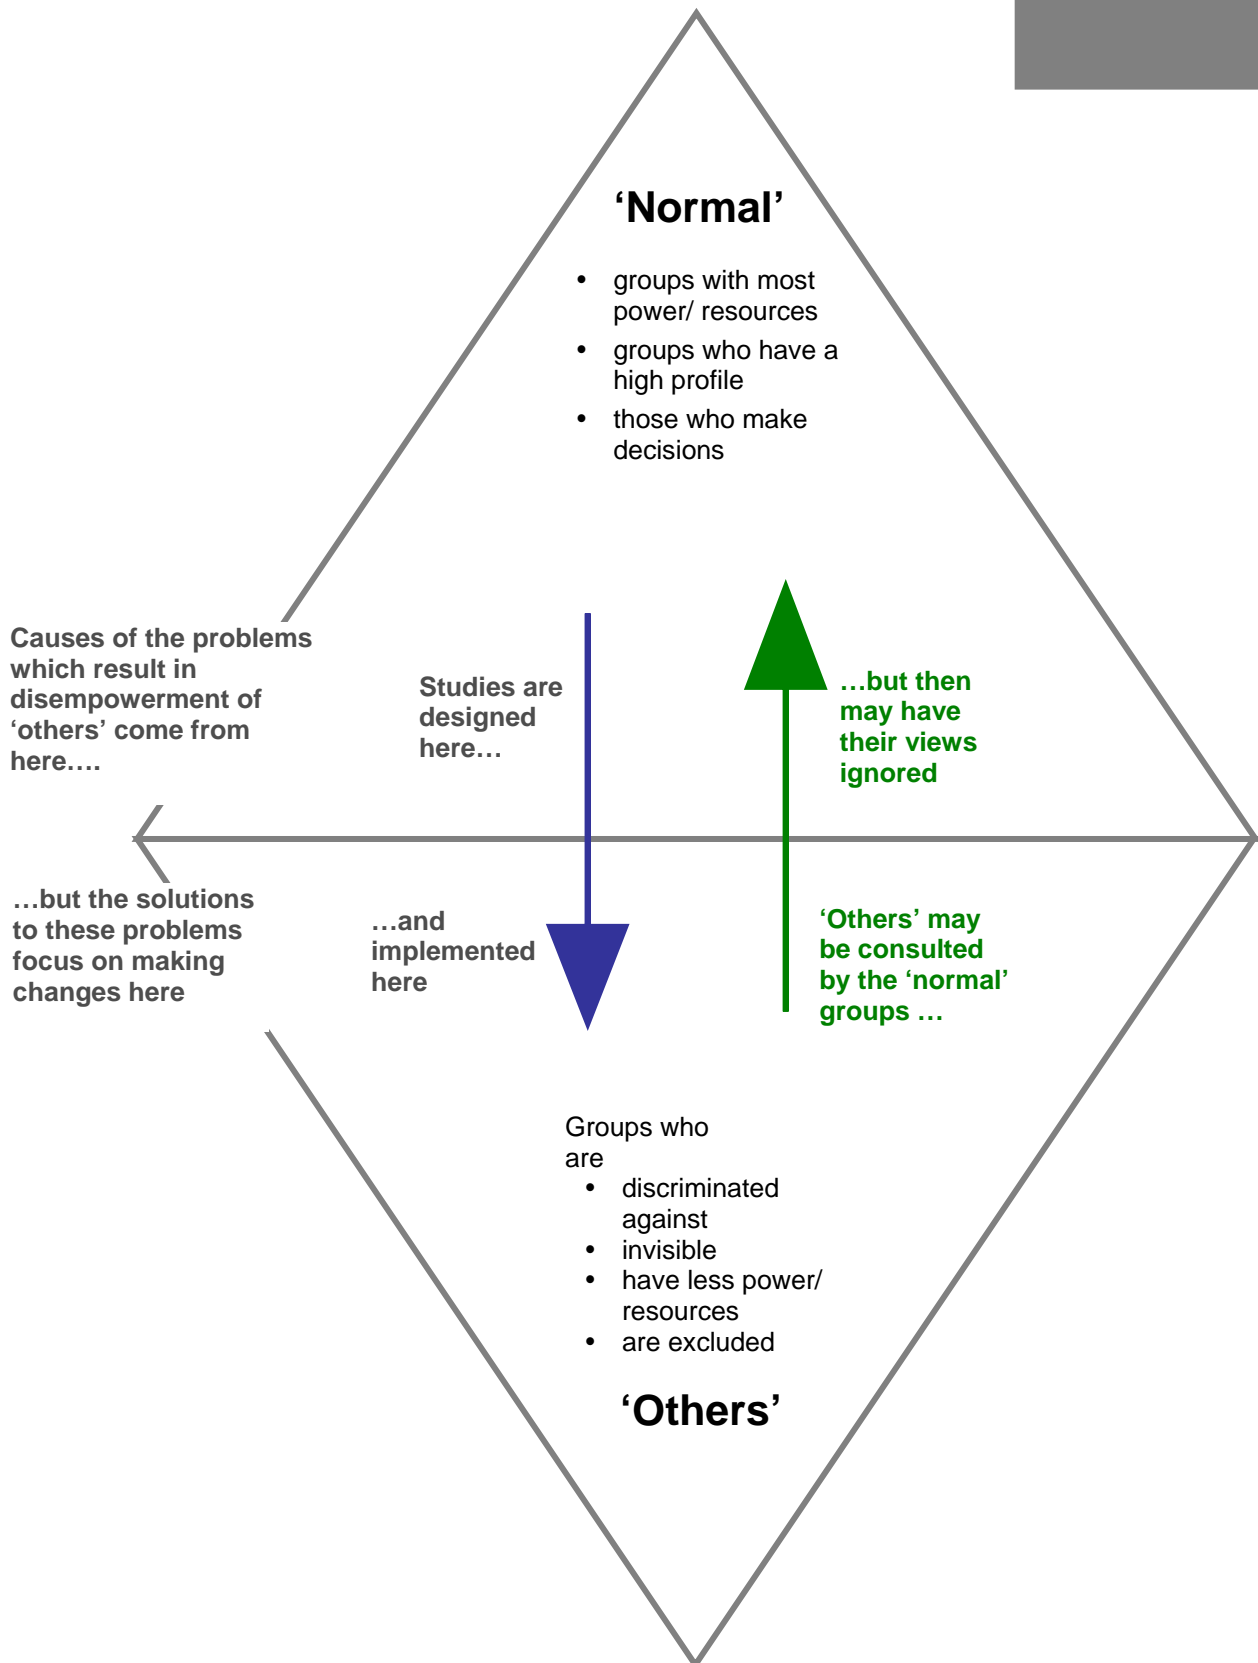 ‘Normal’
• groups with most
power/ resources
• groups who have a
high profile
• those who make
decisions
Causes of the problems
which result in
disempowerment of
‘others’ come from
here….
Studies are
designed
here…
…but then
may have
their views
ignored
…but the solutions
to these problems
focus on making
changes here
…and
implemented
here
‘Others’ may
be consulted
by the ‘normal’
groups …
Groups who
are
• discriminated
against
• invisible
• have less power/
resources
• are excluded
‘Others’